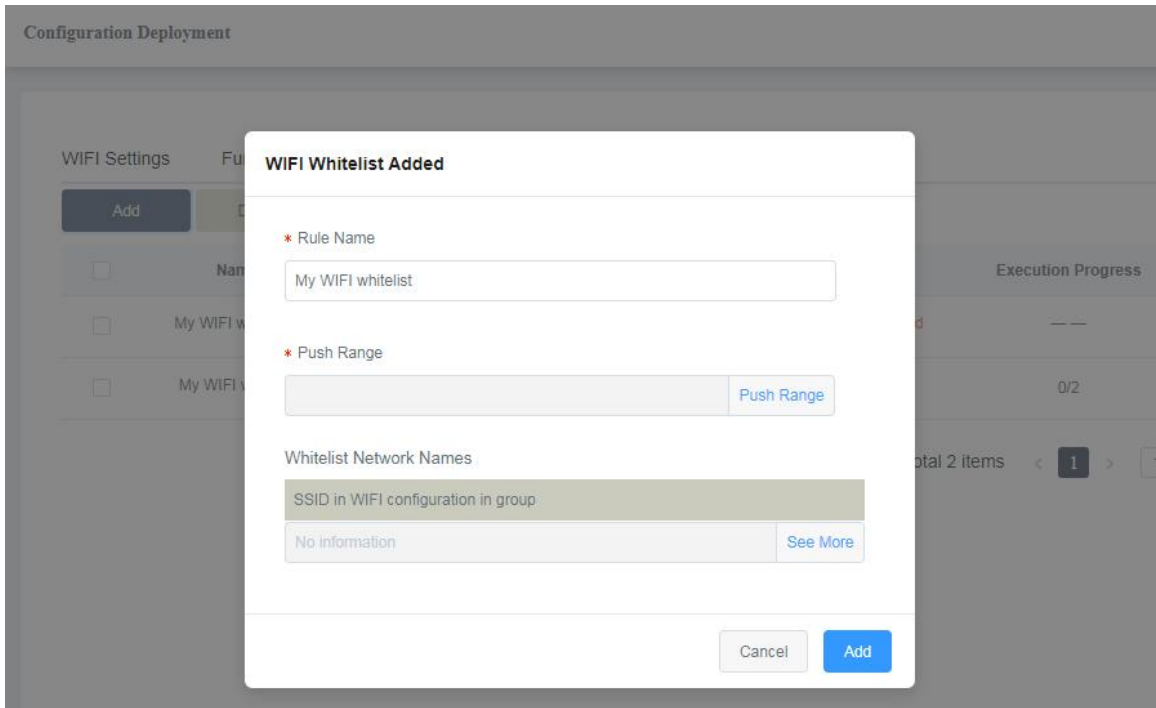 Configuration Deployment
WIFI Settings
WIFI Whitelist Added
Add
* Rule Name
My WIFI whitelist
Execution Progress
My WIFI
— —
* Push Range
Push Range
My WIFI
0/2
Whitelist Network Names
2 items < 1 >
SSID in WIFI configuration in group
No information
See More
Cancel
Add